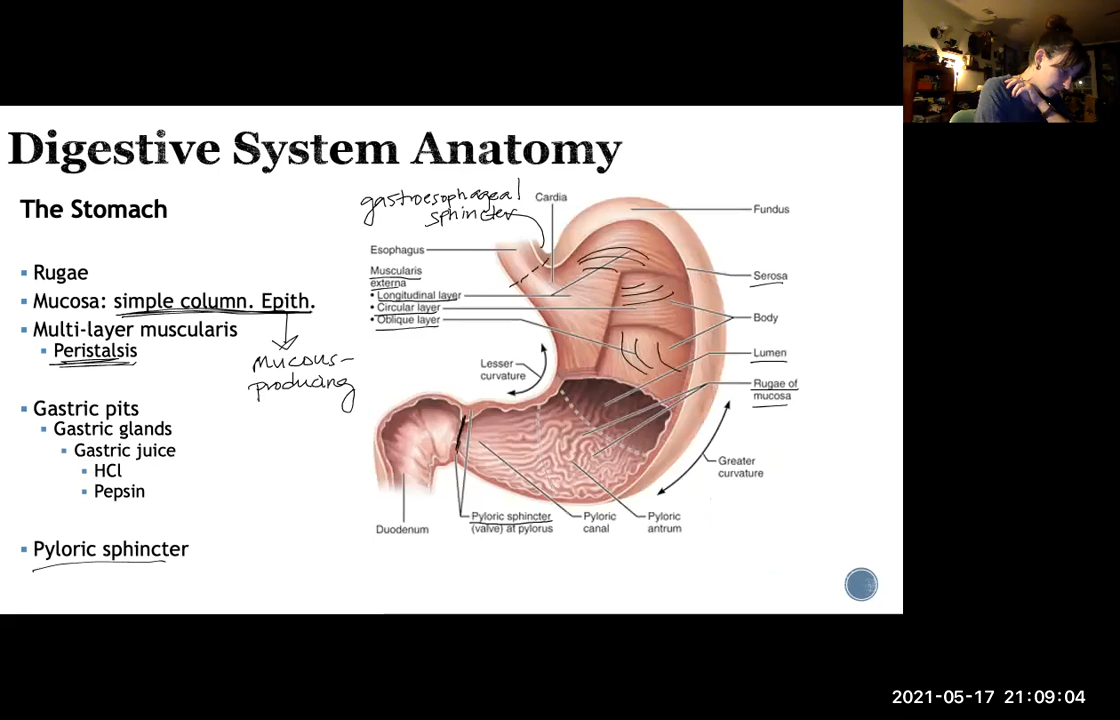 Digestive System Anatomy
The Stomach
▪ Rugae
▪ Mucosa: simple column. Epith.
▪ Multi-layer muscularis
▪ Peristalsis
mucous-
producing
▪ Gastric pits
▪ Gastric glands
▪ Gastric juice
▪ HCl
▪ Pepsin
▪ Pyloric sphincter
gastroesophageal
sphincter
Cardia
Fundus
Esophagus
Muscularis
externa
• Longitudinal layer
• Circular layer
• Oblique layer
Serosa
Body
Lumen
Rugae of
mucosa
Lesser
curvature
Greater
curvature
Duodenum
Pyloric sphincter
(valve) at pylorus
Pyloric
canal
Pyloric
antrum
2021-05-17 21:09:04